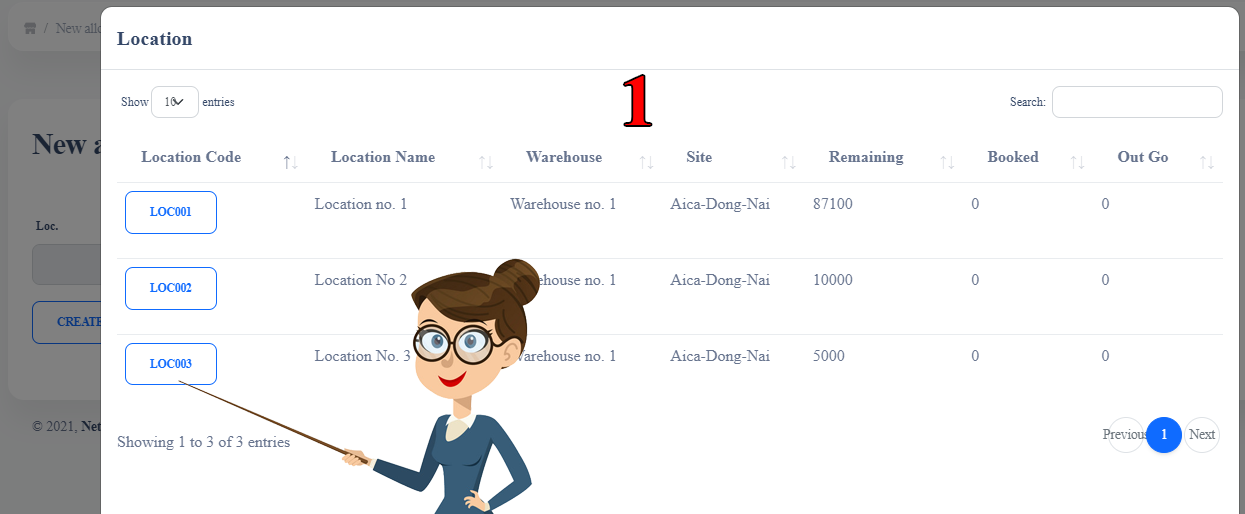 / New allo
Location
Show 10 entries
1
Search:
New a
Location Code Location Name Warehouse Site Remaining Booked Out Go
LOC001 Location no. 1 Warehouse no. 1 Aica-Dong-Nai 87100 0 0
Loc.
LOC002 Location No 2 ehouse no. 1 Aica-Dong-Nai 10000 0 0
CREATE
LOC003 Location No. 3 Warehouse no. 1 Aica-Dong-Nai 5000 0 0
© 2021, Net
Showing 1 to 3 of 3 entries
Previous 1 Next